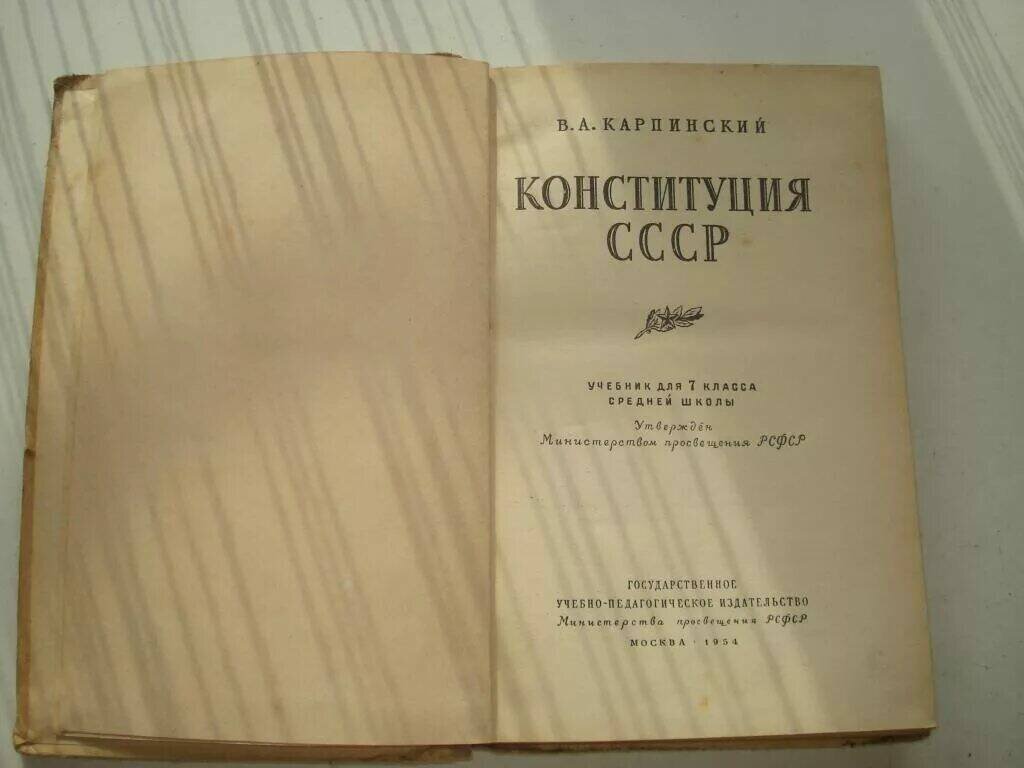 В. А. КАРПИНСКИЙ
КОНСТИТУЦИЯ
СССР
УЧЕБНИК ДЛЯ 7 КЛАССА
СРЕДНЕЙ ШКОЛЫ
Утверждён
Министерством просвещения РСФСР
ГОСУДАРСТВЕННОЕ
УЧЕБНО-ПЕДАГОГИЧЕСКОЕ ИЗДАТЕЛЬСТВО
Министерства просвещения РСФСР
МОСКВА · 1954